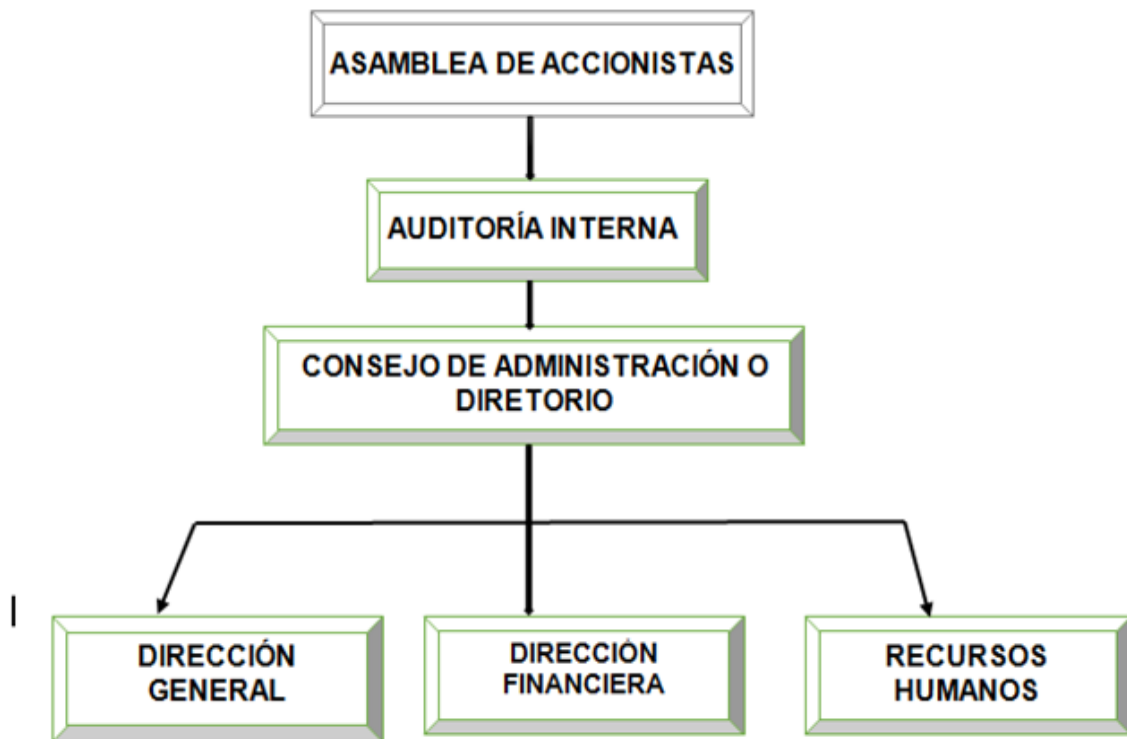 ASAMBLEA DE ACCIONISTAS
AUDITORÍA INTERNA
CONSEJO DE ADMINISTRACIÓN O
DIRETORIO
DIRECCIÓN
GENERAL
DIRECCIÓN
FINANCIERA
RECURSOS
HUMANOS